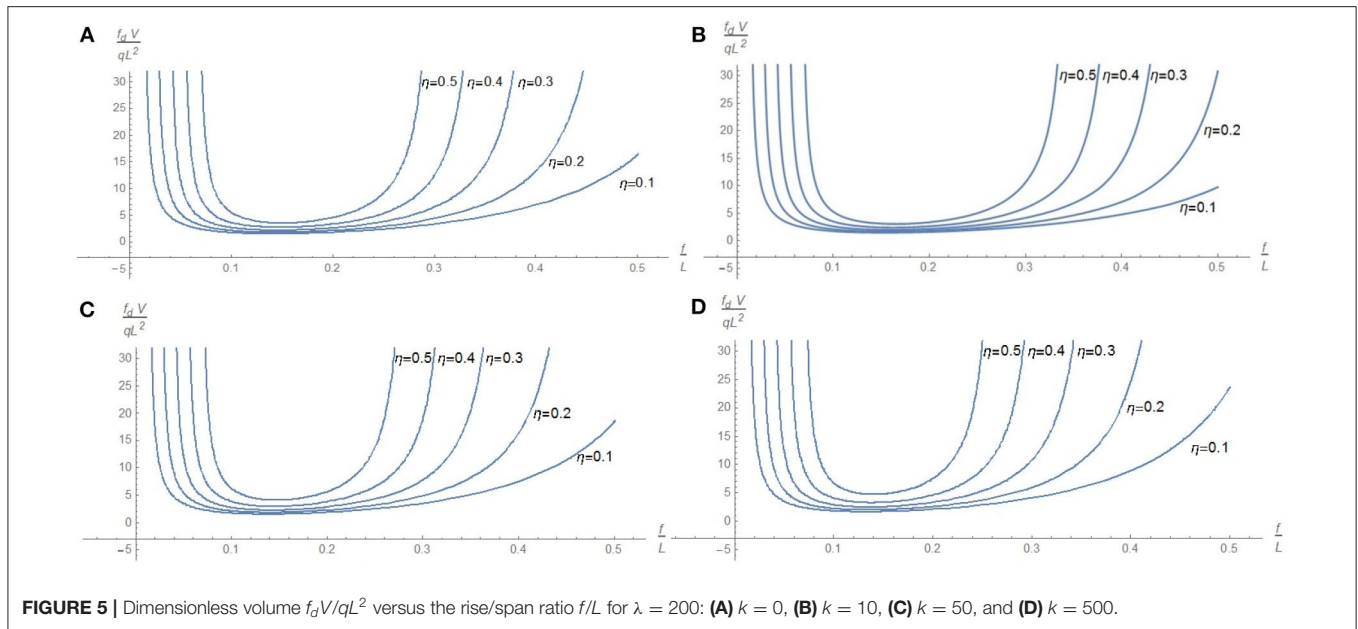 A
f_d V
qL²
30
25
20
15
10
5
0
−5
0.1
0.2
0.3
0.4
0.5
f
L
η=0.5
η=0.4
η=0.3
η=0.2
η=0.1
B
f_d V
qL²
30
25
20
15
10
5
0
−5
0.1
0.2
0.3
0.4
0.5
f
L
η=0.5
η=0.4
η=0.3
η=0.2
η=0.1
C
f_d V
qL²
30
25
20
15
10
5
0
−5
0.1
0.2
0.3
0.4
0.5
f
L
η=0.5
η=0.4
η=0.3
η=0.2
η=0.1
D
f_d V
qL²
30
25
20
15
10
5
0
−5
0.1
0.2
0.3
0.4
0.5
f
L
η=0.5
η=0.4
η=0.3
η=0.2
η=0.1
FIGURE 5 | Dimensionless volume f_dV/qL² versus the rise/span ratio f/L for λ = 200: (A) k = 0, (B) k = 10, (C) k = 50, and (D) k = 500.